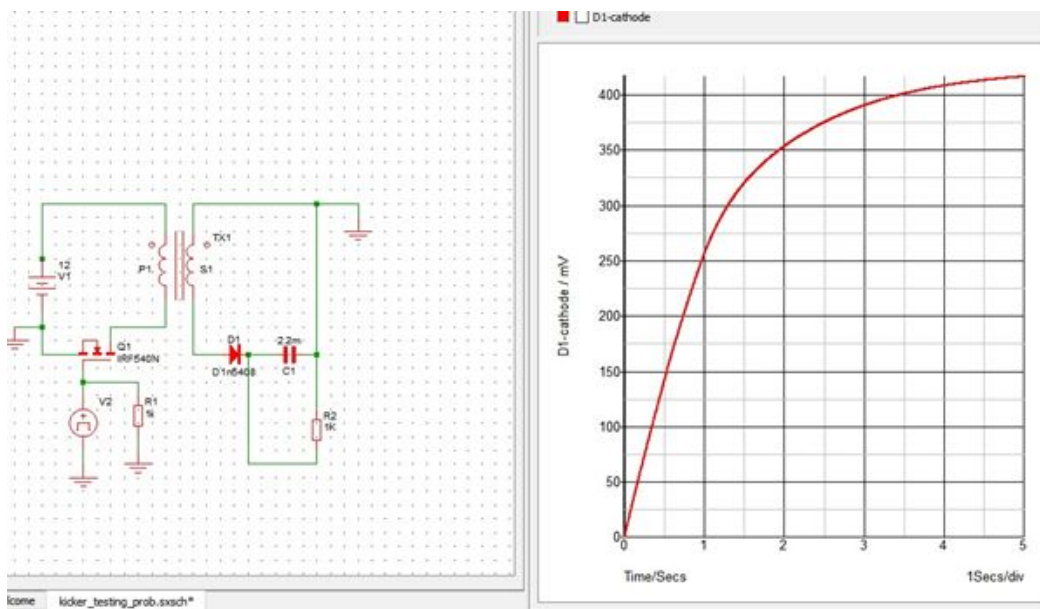 D1-cathode
12
V1
P1
TX1
S1
Q1
IRF540N
V2
R1
1k
D1
D1n5408
2.2m
C1
R2
1K
lcome
kicker_testing_prob.sxsch*
D1-cathode / mV
400
350
300
250
200
150
100
50
0
0 1 2 3 4 5
Time/Secs
1Secs/div